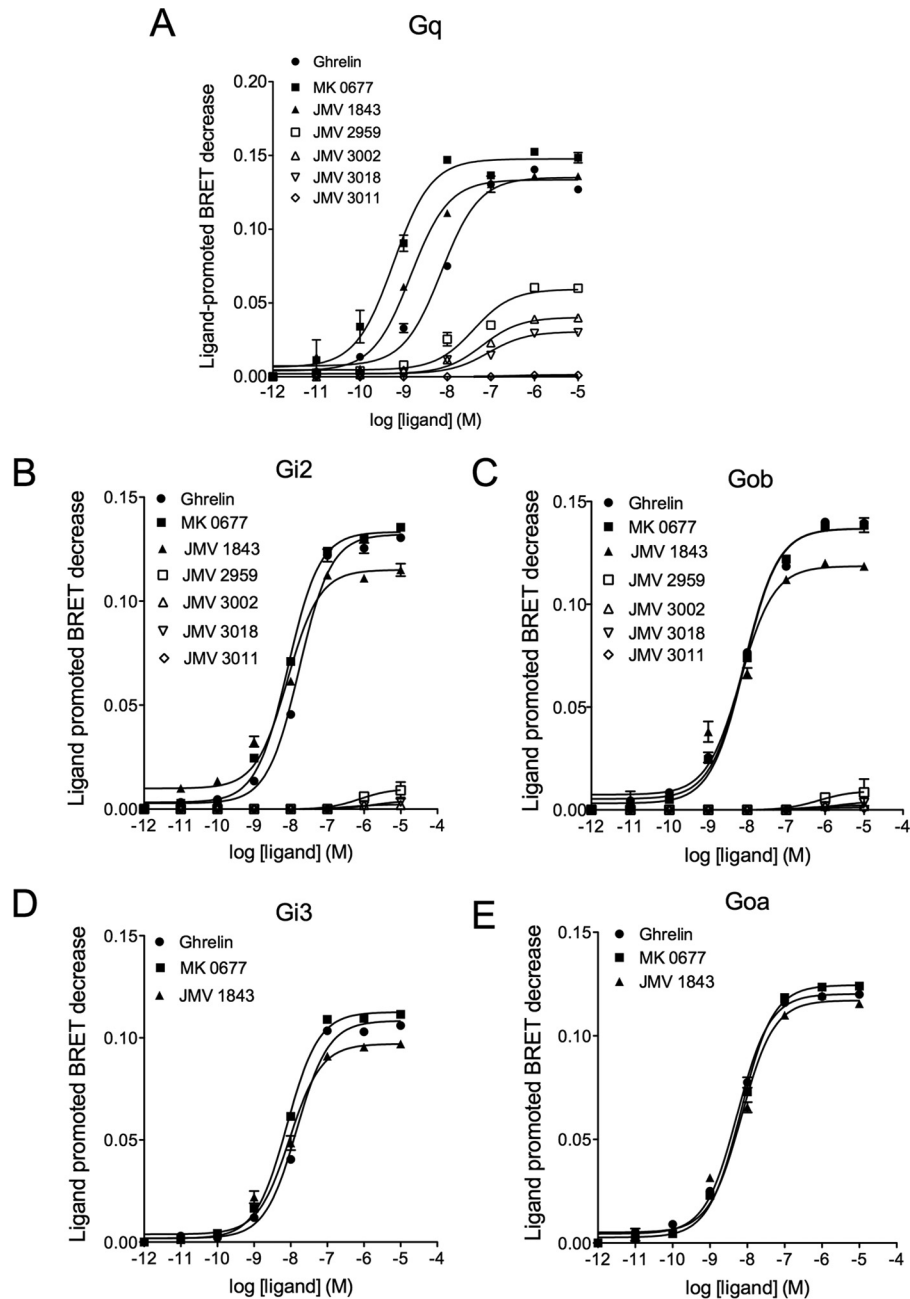 A
Gq
Ghrelin
MK 0677
JMV 1843
JMV 2959
JMV 3002
JMV 3018
JMV 3011
Ligand-promoted BRET decrease
0.20
0.15
0.10
0.05
0.00
-12 -11 -10 -9 -8 -7 -6 -5
log [ligand] (M)
B
Gi2
Ghrelin
MK 0677
JMV 1843
JMV 2959
JMV 3002
JMV 3018
JMV 3011
Ligand promoted BRET decrease
0.15
0.10
0.05
0.00
-12 -11 -10 -9 -8 -7 -6 -5 -4
log [ligand] (M)
C
Gob
Ghrelin
MK 0677
JMV 1843
JMV 2959
JMV 3002
JMV 3018
JMV 3011
Ligand promoted BRET decrease
0.15
0.10
0.05
0.00
-12 -11 -10 -9 -8 -7 -6 -5 -4
log [ligand] (M)
D
Gi3
Ghrelin
MK 0677
JMV 1843
Ligand promoted BRET decrease
0.15
0.10
0.05
0.00
-12 -11 -10 -9 -8 -7 -6 -5 -4
log [ligand] (M)
E
Goa
Ghrelin
MK 0677
JMV 1843
Ligand promoted BRET decrease
0.15
0.10
0.05
0.00
-12 -11 -10 -9 -8 -7 -6 -5 -4
log [ligand] (M)